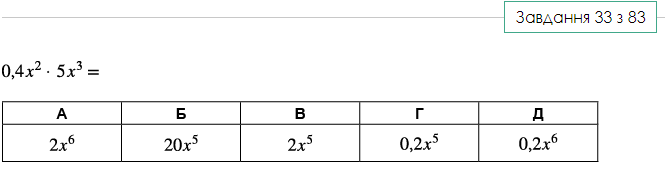 Завдання 33 з 83
0,4x² · 5x³ =
А Б В Г Д
2x⁶ 20x⁵ 2x⁵ 0,2x⁵ 0,2x⁶